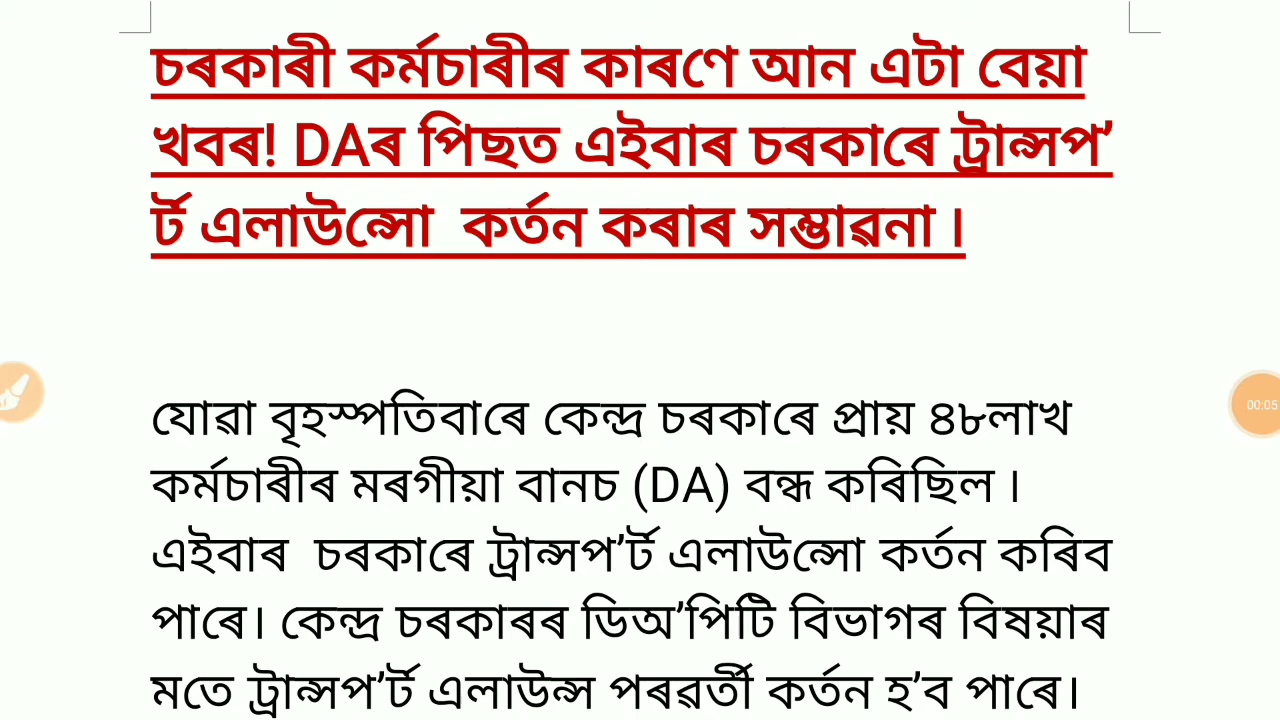 চৰকাৰী কৰ্মচাৰীৰ কাৰণে আন এটা বেয়া
খবৰ! DAৰ পিছত এইবাৰ চৰকাৰে ট্ৰান্সপ’
ৰ্ট এলাউন্সো কৰ্তন কৰাৰ সম্ভাৱনা ।
যোৱা বৃহস্পতিবাৰে কেন্দ্ৰ চৰকাৰে প্ৰায় ৪৮লাখ
কৰ্মচাৰীৰ মৰগীয়া বানচ (DA) বন্ধ কৰিছিল ।
এইবাৰ চৰকাৰে ট্ৰান্সপ’ৰ্ট এলাউন্সো কৰ্তন কৰিব
পাৰে। কেন্দ্ৰ চৰকাৰৰ ডিঅ’পিটি বিভাগৰ বিষয়াৰ
মতে ট্ৰান্সপ’ৰ্ট এলাউন্স পৰৱৰ্তী কৰ্তন হ’ব পাৰে।
00:05